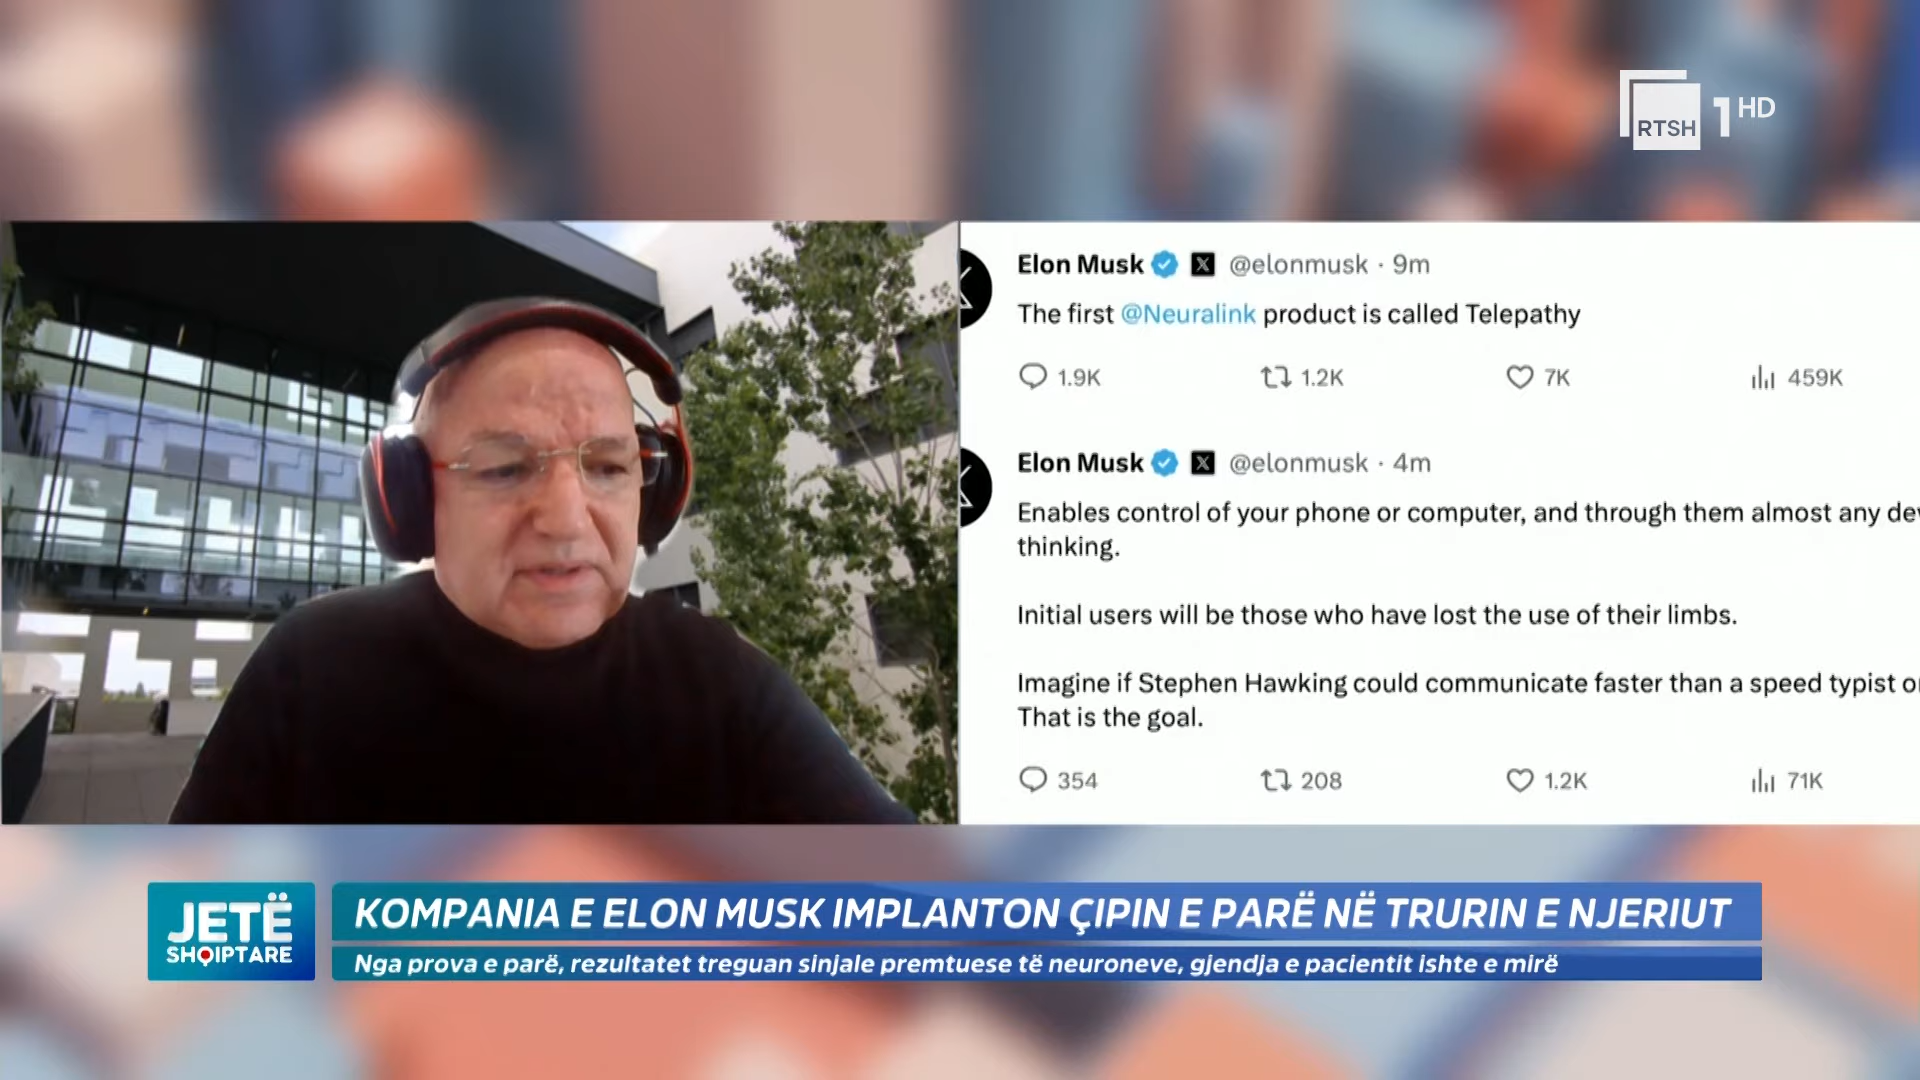 RTSH 1 HD
Elon Musk @elonmusk · 9m
The first @Neuralink product is called Telepathy
1.9K 1.2K 7K 459K
Elon Musk @elonmusk · 4m
Enables control of your phone or computer, and through them almost any
thinking.
Initial users will be those who have lost the use of their limbs.
Imagine if Stephen Hawking could communicate faster than a speed typist
That is the goal.
354 208 1.2K 71K
JETË
SHQIPTARE
KOMPANIA E ELON MUSK IMPLANTON ÇIPIN E PARË NË TRURIN E NJERIUT
Nga prova e parë, rezultatet treguan sinjale premtuese të neuroneve, gjendja e pacientit ishte e mirë